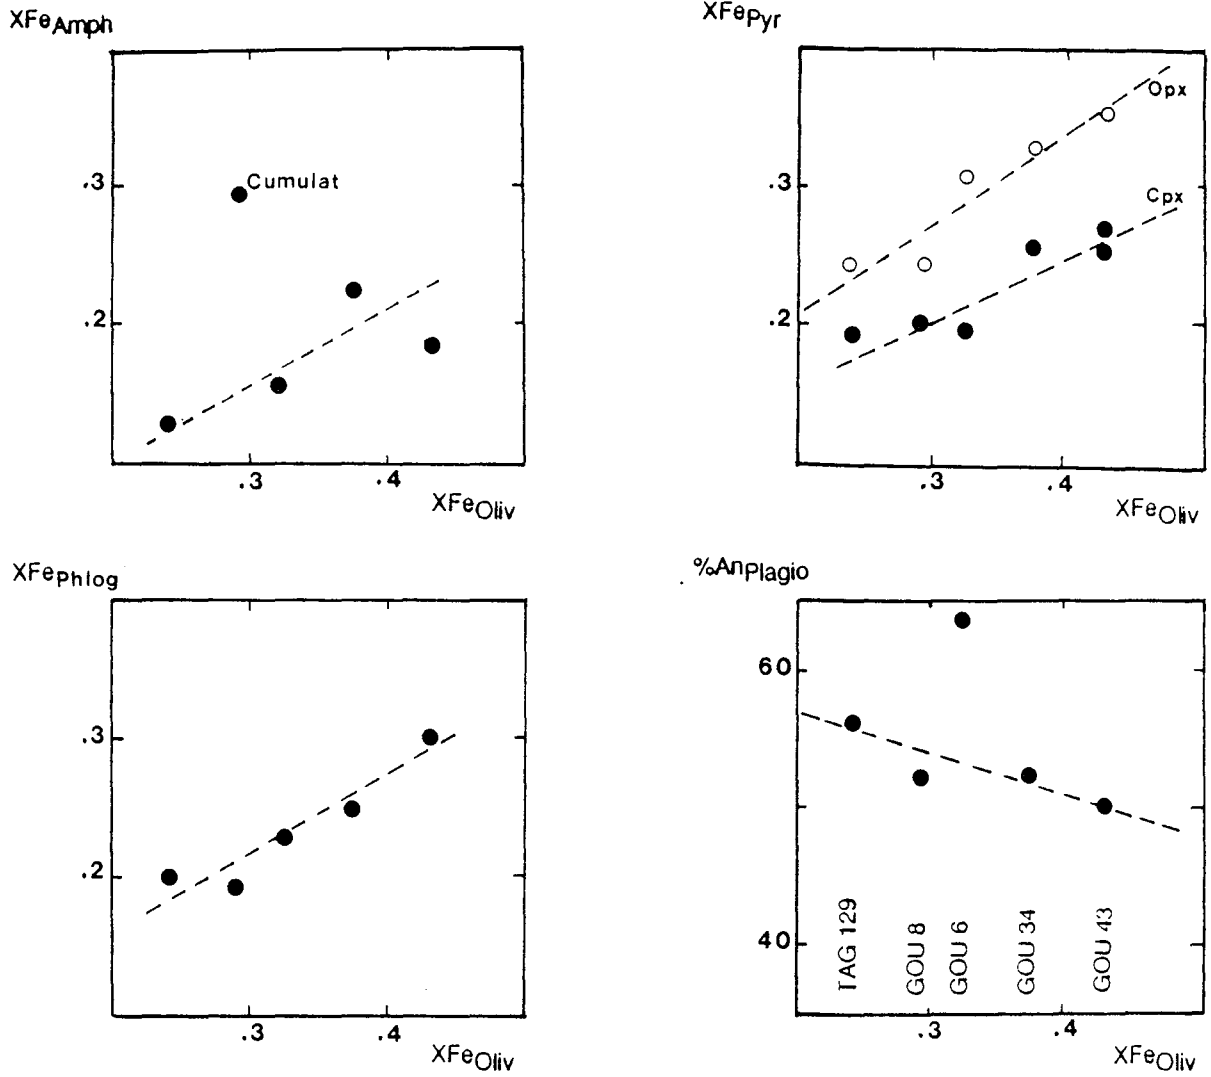 XFeAmph
.3
Cumulat
.2
.3
.4
XFeOliv
XFePyr
Opx
.3
Cpx
.2
.3
.4
XFeOliv
XFePhlog
.3
.2
.3
.4
XFeOliv
%AnPlagio
60
40
TAG 129
GOU 8
GOU 6
GOU 34
GOU 43
.3
.4
XFeOliv